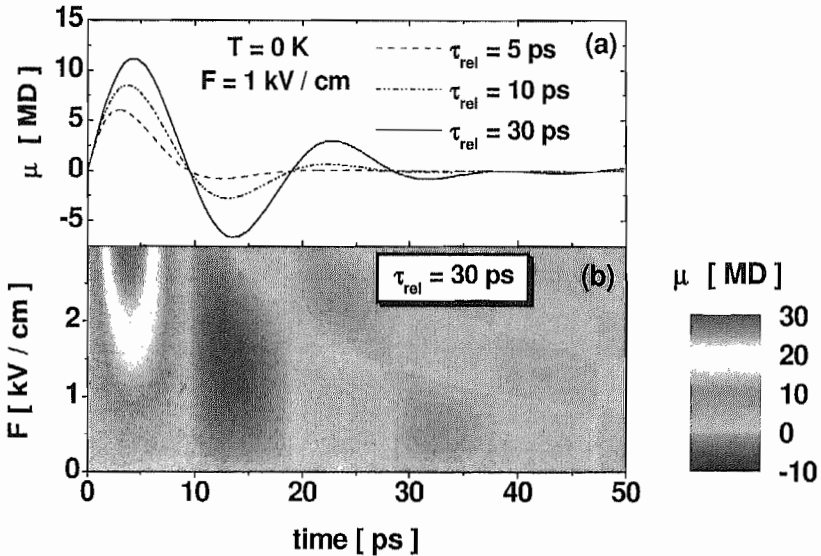 15
10
5
0
-5
μ [ MD]
T = 0 K
F = 1 kV / cm
τrel = 5 ps
τrel = 10 ps
τrel = 30 ps
(a)
2
1
0
F [ kV / cm]
τrel = 30 ps
(b)
0
10
20
30
40
50
time [ ps]
μ [ MD]
30
20
10
0
-10